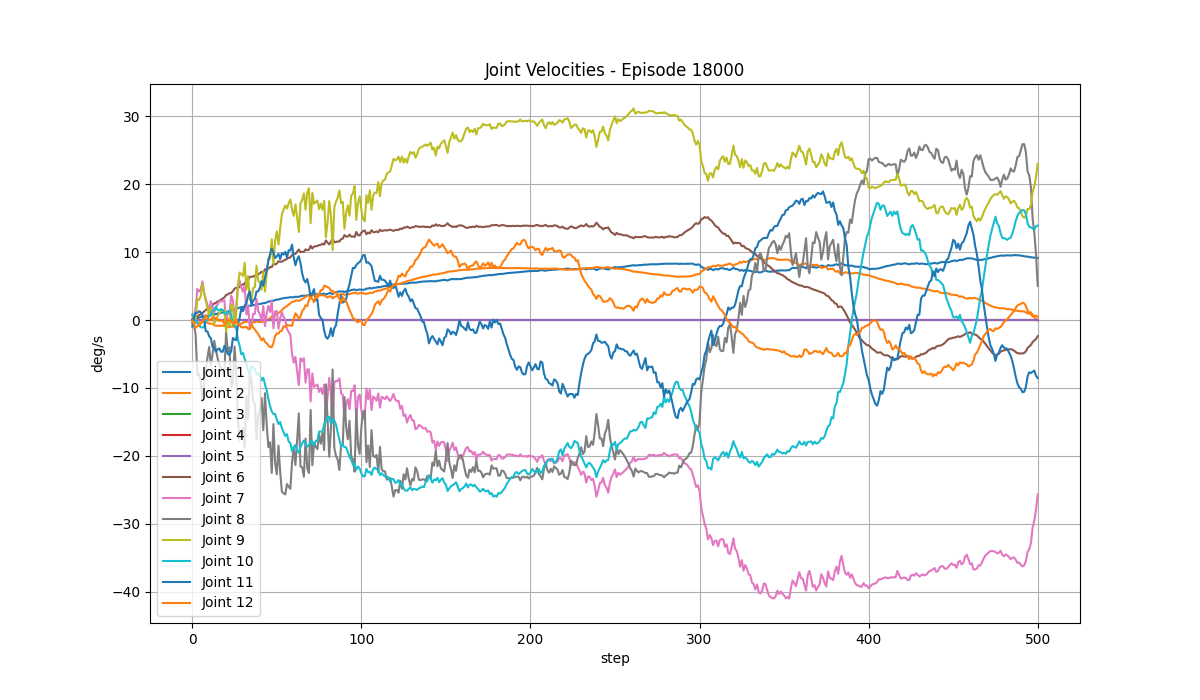 Joint Velocities - Episode 18000
deg/s
30
20
10
0
−10
−20
−30
−40
Joint 1
Joint 2
Joint 3
Joint 4
Joint 5
Joint 6
Joint 7
Joint 8
Joint 9
Joint 10
Joint 11
Joint 12
0 100 200 300 400 500
step